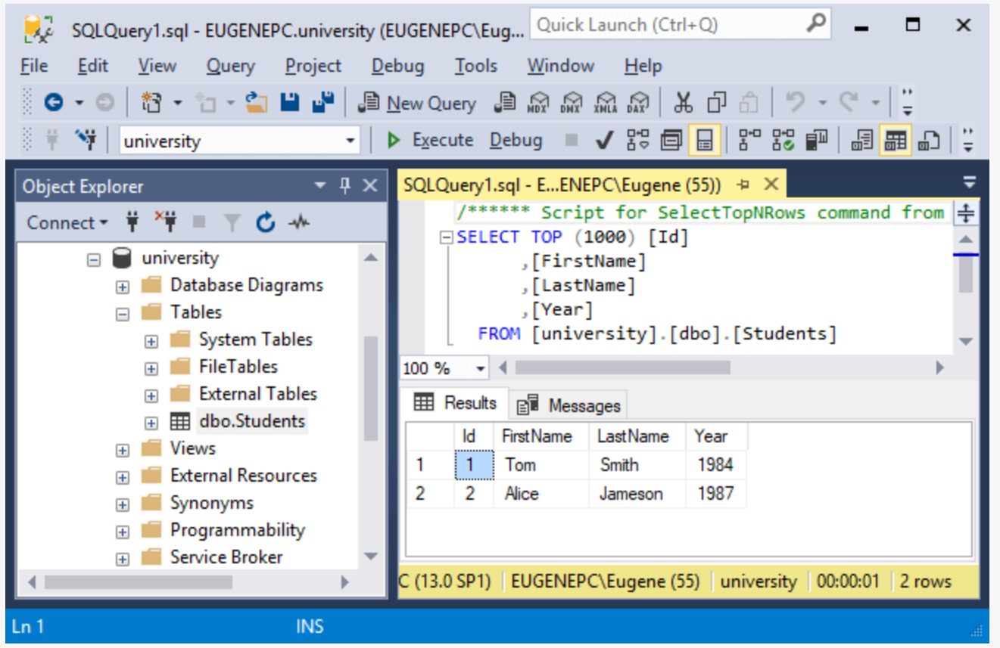 SQLQuery1.sql - EUGENEPC.university (EUGENEPC\Eug... Quick Launch (Ctrl+Q)
File Edit View Query Project Debug Tools Window Help
New Query MDX DMX XMLA DAX
university Execute Debug
Object Explorer
Connect
university
Database Diagrams
Tables
System Tables
FileTables
External Tables
dbo.Students
Views
External Resources
Synonyms
Programmability
Service Broker
SQLQuery1.sql - E...ENEPC\Eugene (55))
/****** Script for SelectTopNRows command from
SELECT TOP (1000) [Id]
,[FirstName]
,[LastName]
,[Year]
FROM [university].[dbo].[Students]
100 %
Results Messages
Id FirstName LastName Year
1 1 Tom Smith 1984
2 2 Alice Jameson 1987
C (13.0 SP1) EUGENEPC\Eugene (55) university 00:00:01 2 rows
Ln 1 INS